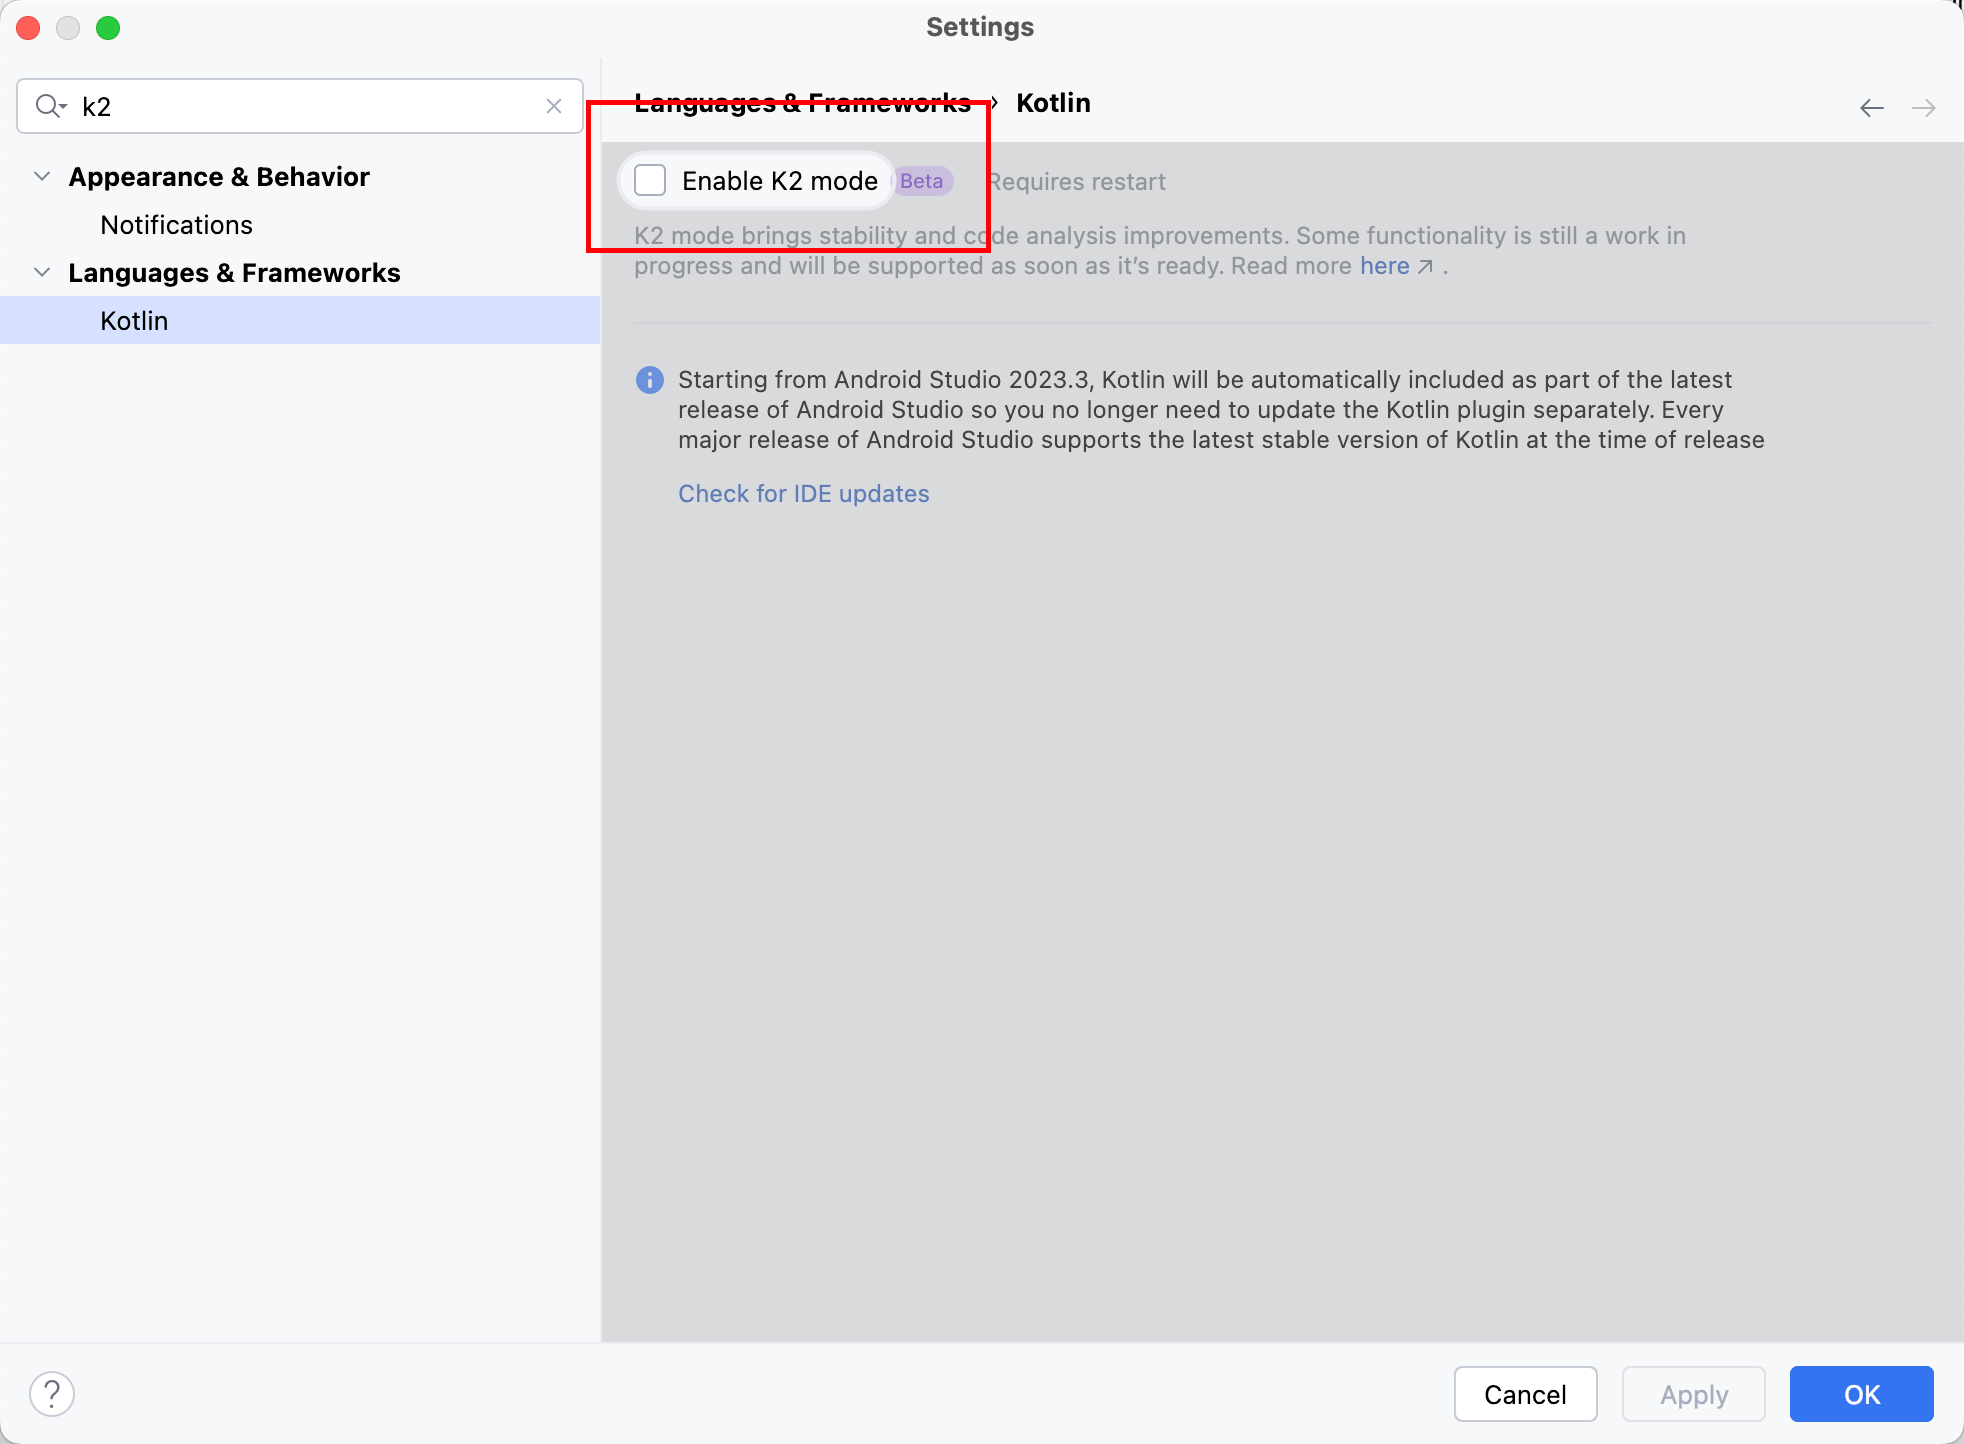 Settings
k2
Appearance & Behavior
Notifications
Languages & Frameworks
Kotlin
Languages & Frameworks › Kotlin
Enable K2 mode Beta Requires restart
K2 mode brings stability and code analysis improvements. Some functionality is still a work in
progress and will be supported as soon as it’s ready. Read more here ↗ .
Starting from Android Studio 2023.3, Kotlin will be automatically included as part of the latest
release of Android Studio so you no longer need to update the Kotlin plugin separately. Every
major release of Android Studio supports the latest stable version of Kotlin at the time of release
Check for IDE updates
? Cancel Apply OK